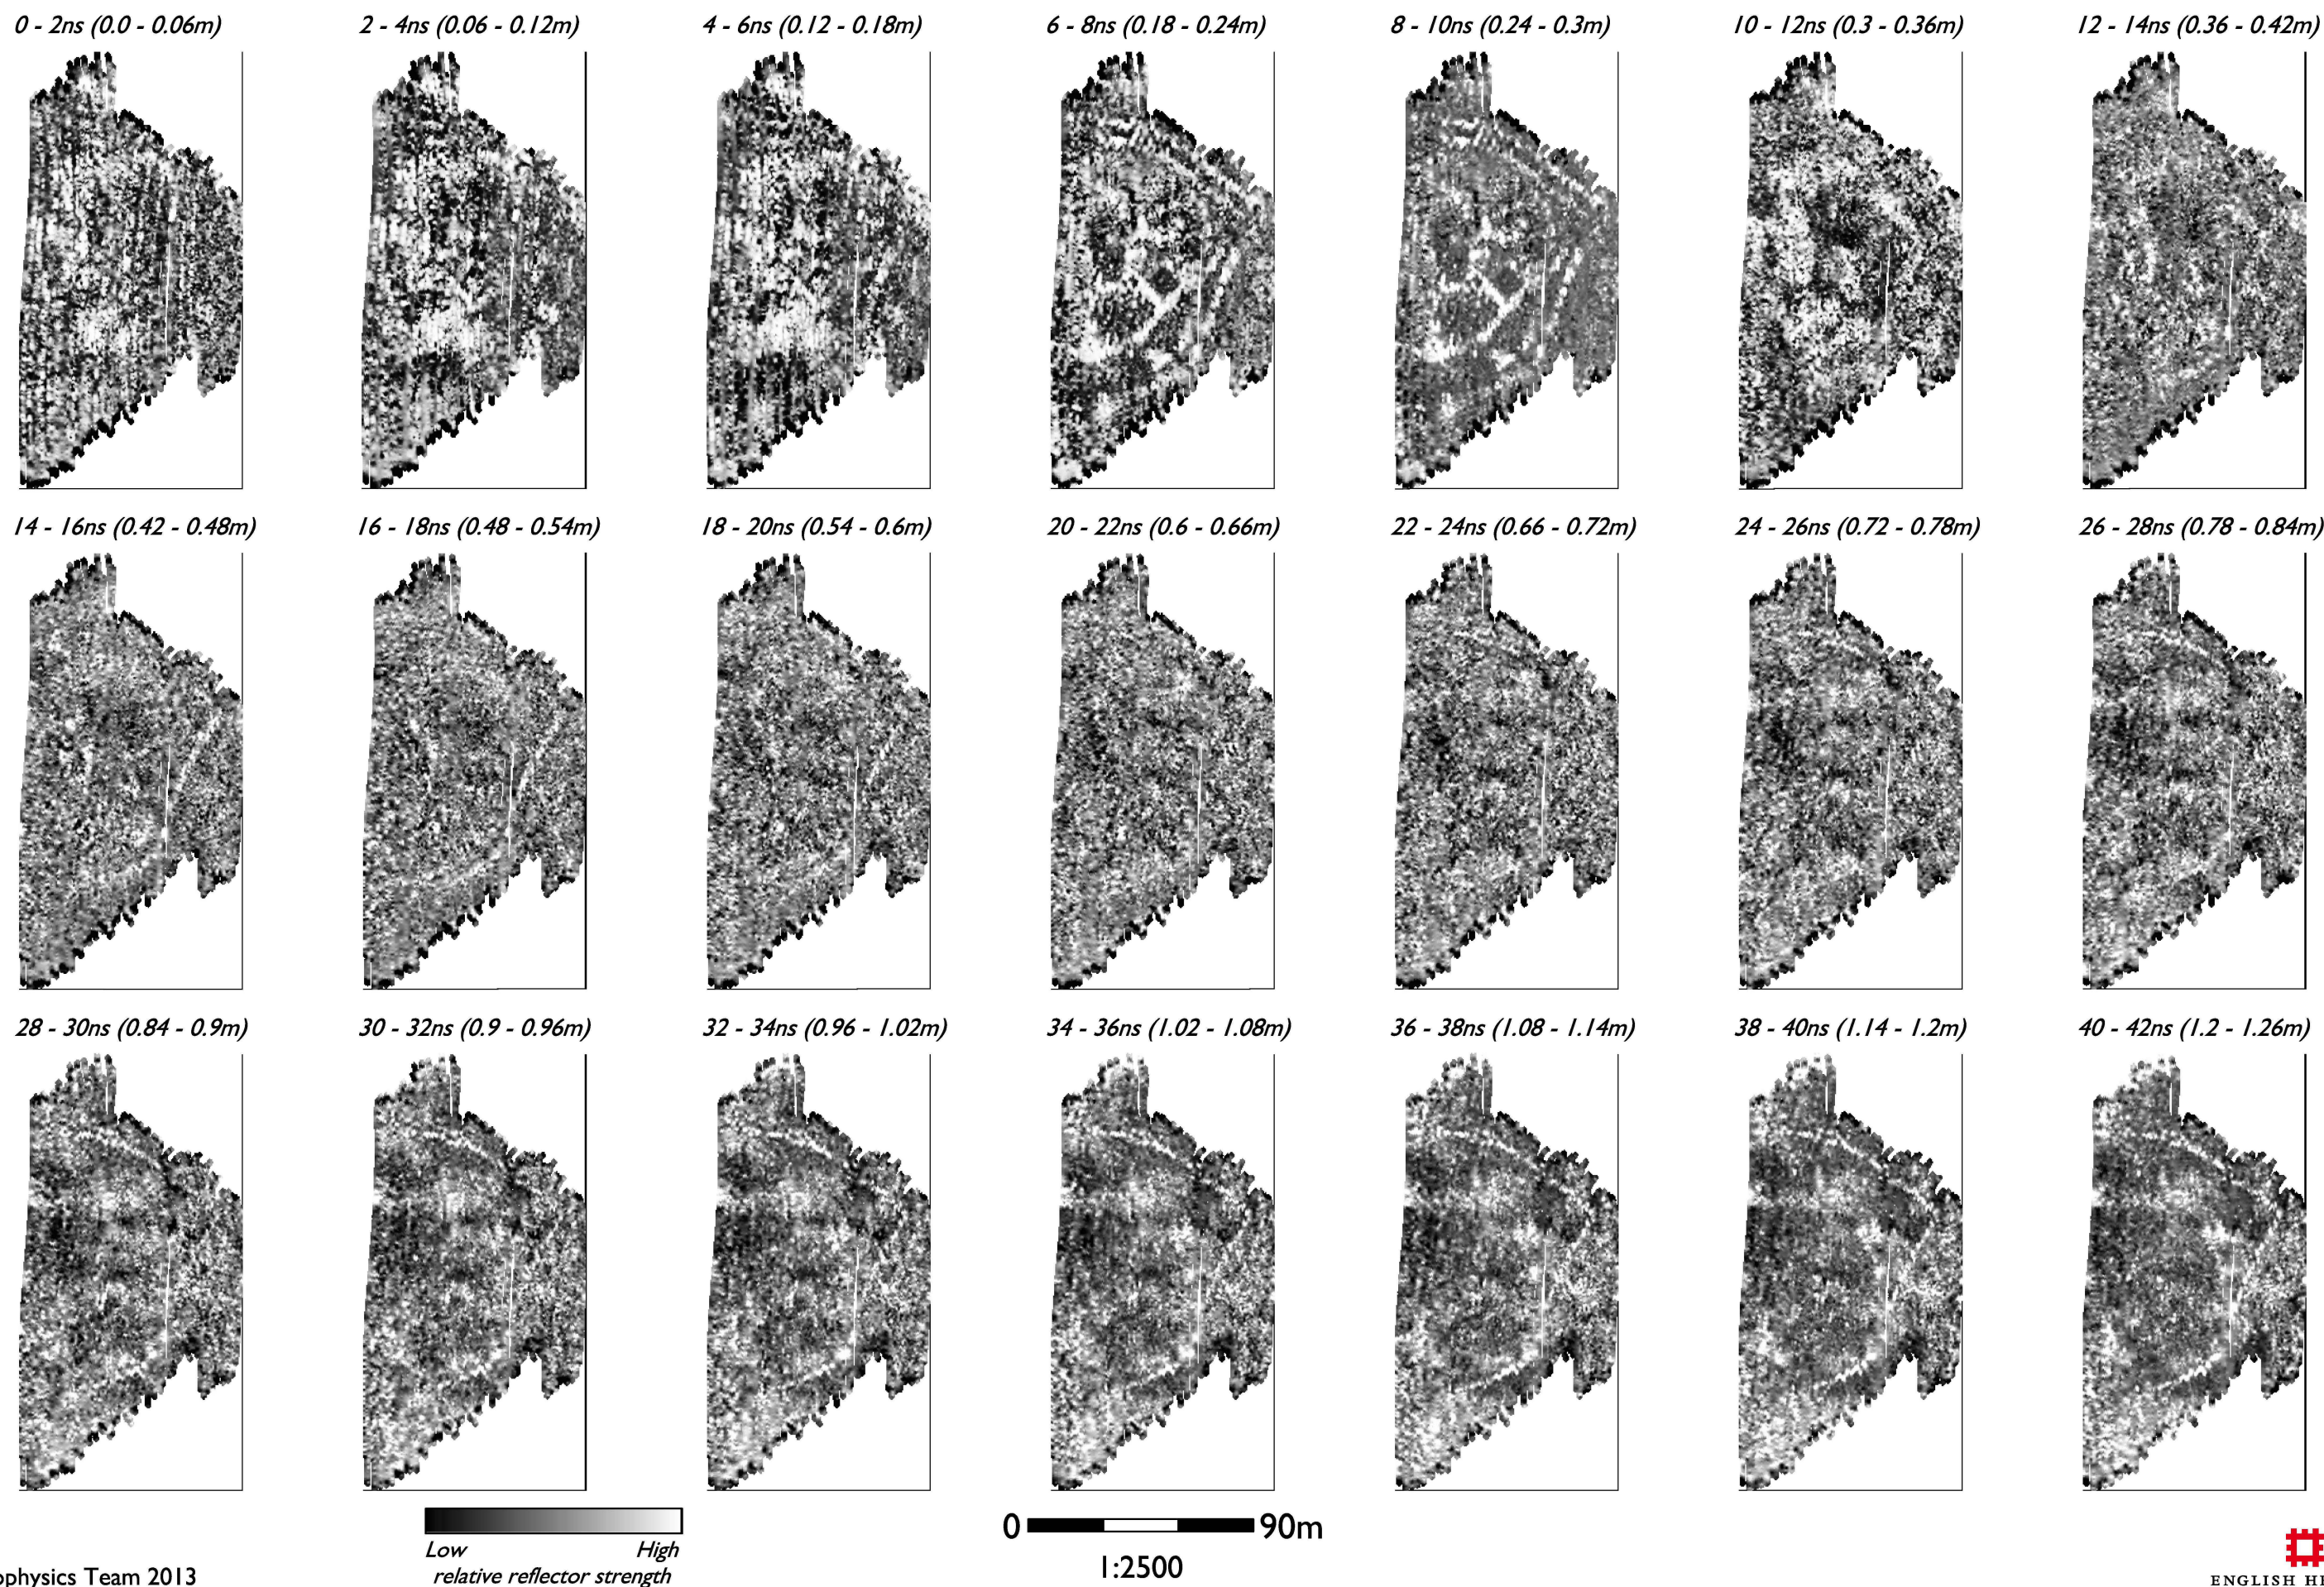 0 - 2ns (0.0 - 0.06m)
2 - 4ns (0.06 - 0.12m)
4 - 6ns (0.12 - 0.18m)
6 - 8ns (0.18 - 0.24m)
8 - 10ns (0.24 - 0.3m)
10 - 12ns (0.3 - 0.36m)
12 - 14ns (0.36 - 0.42m)
14 - 16ns (0.42 - 0.48m)
16 - 18ns (0.48 - 0.54m)
18 - 20ns (0.54 - 0.6m)
20 - 22ns (0.6 - 0.66m)
22 - 24ns (0.66 - 0.72m)
24 - 26ns (0.72 - 0.78m)
26 - 28ns (0.78 - 0.84m)
28 - 30ns (0.84 - 0.9m)
30 - 32ns (0.9 - 0.96m)
32 - 34ns (0.96 - 1.02m)
34 - 36ns (1.02 - 1.08m)
36 - 38ns (1.08 - 1.14m)
38 - 40ns (1.14 - 1.2m)
40 - 42ns (1.2 - 1.26m)
Low High
relative reflector strength
0 90m
1:2500
ophysics Team 2013
ENGLISH HE